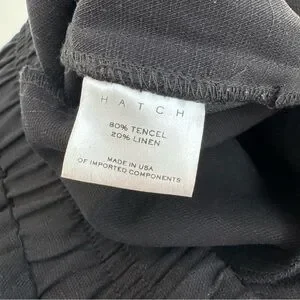 HATCH
80% TENCEL
20% LINEN
MADE IN USA
OF IMPORTED COMPONENTS